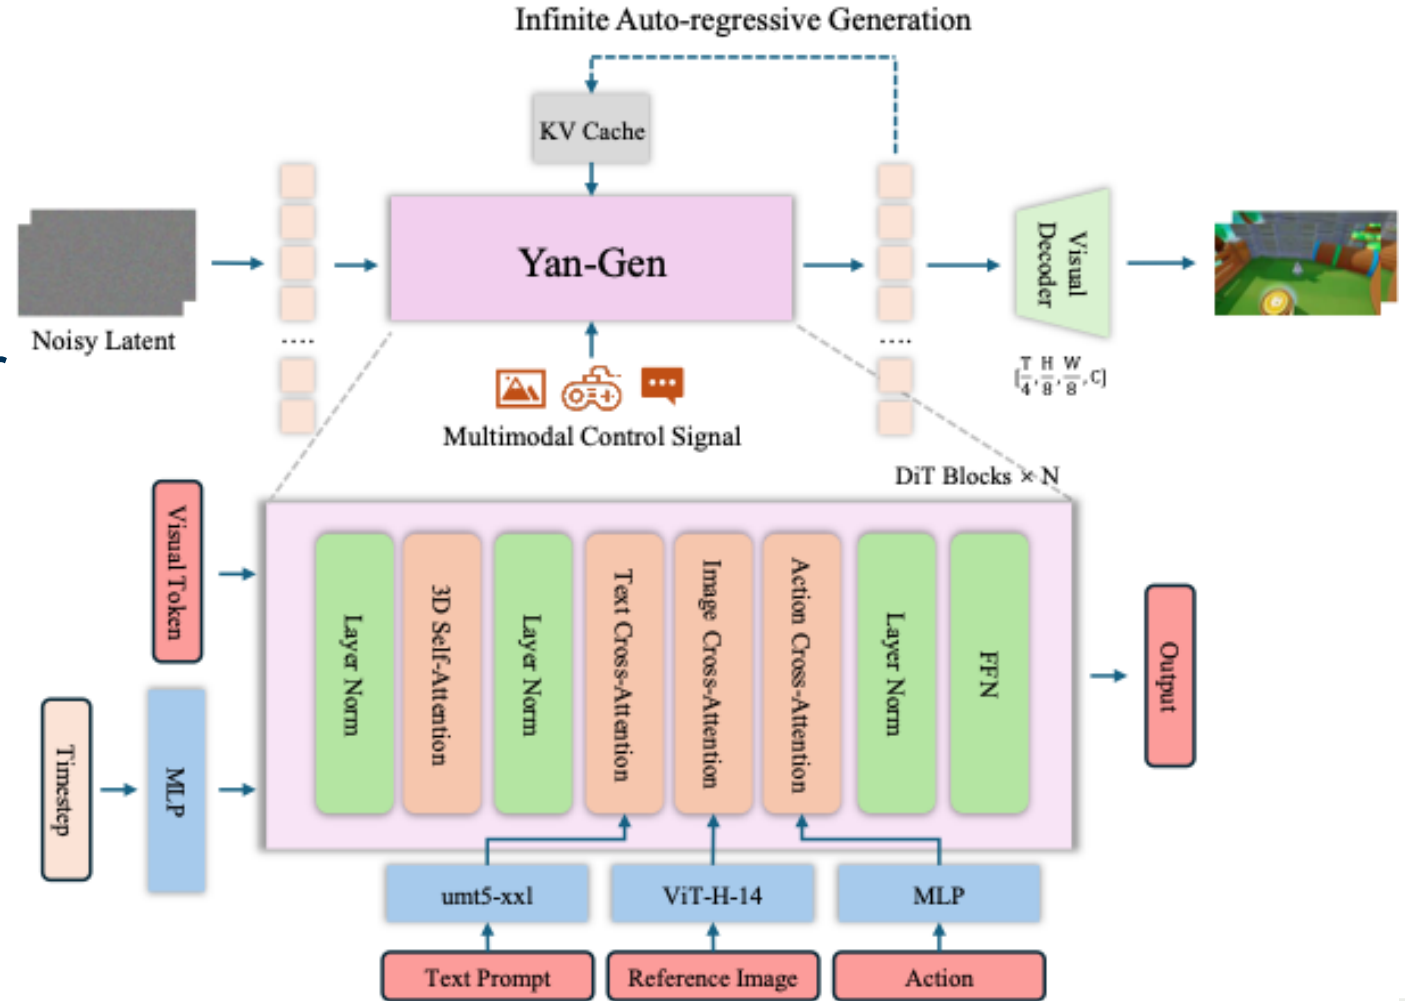 Infinite Auto-regressive Generation
KV Cache
Yan-Gen
Visual
Decoder
Noisy Latent
....
....
[T/4, H/8, W/8, C]
Multimodal Control Signal
DiT Blocks × N
Visual Token
Layer Norm
3D Self-Attention
Layer Norm
Text Cross-Attention
Image Cross-Attention
Action Cross-Attention
Layer Norm
FFN
Output
Timestep
MLP
umt5-xxl
ViT-H-14
MLP
Text Prompt
Reference Image
Action